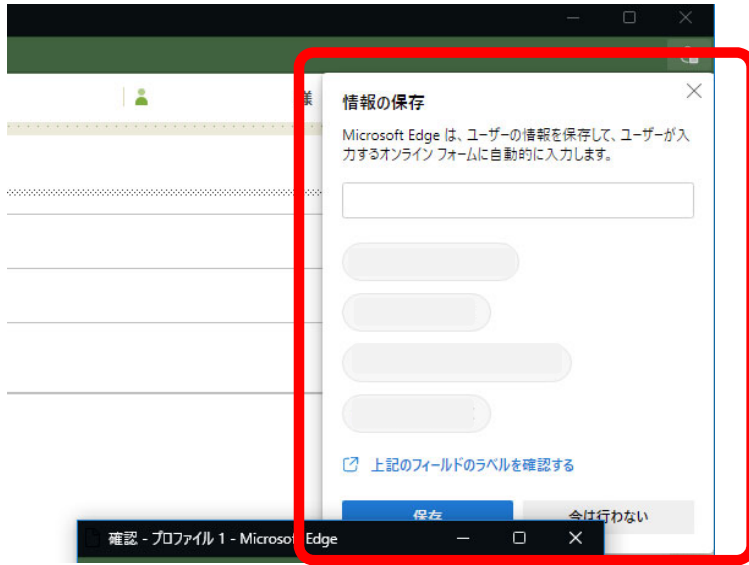 様
情報の保存
Microsoft Edge は、ユーザーの情報を保存して、ユーザーが入
力するオンライン フォームに自動的に入力します。
上記のフィールドのラベルを確認する
保存
今は行わない
確認 - プロファイル 1 - Microsoft Edge